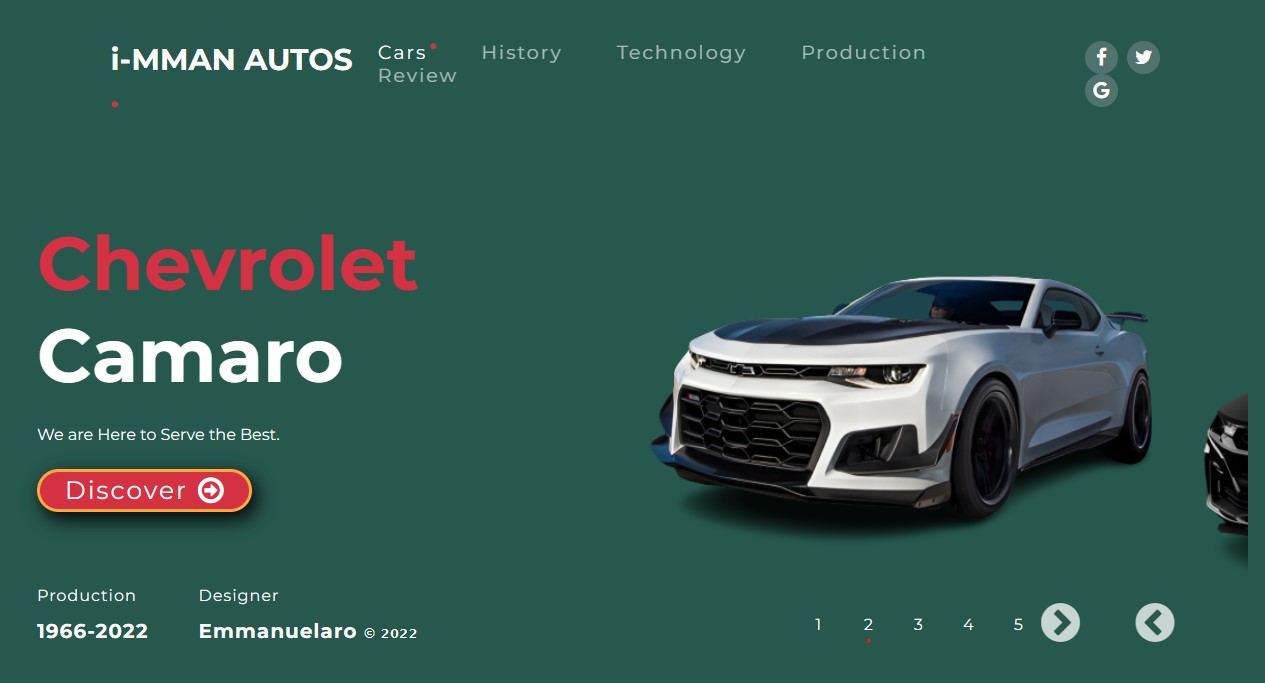 i-MMAN AUTOS
Cars History Technology Production
Review
Chevrolet
Camaro
We are Here to Serve the Best.
Discover
Production Designer
1966-2022 Emmanuelaro © 2022
1 2 3 4 5